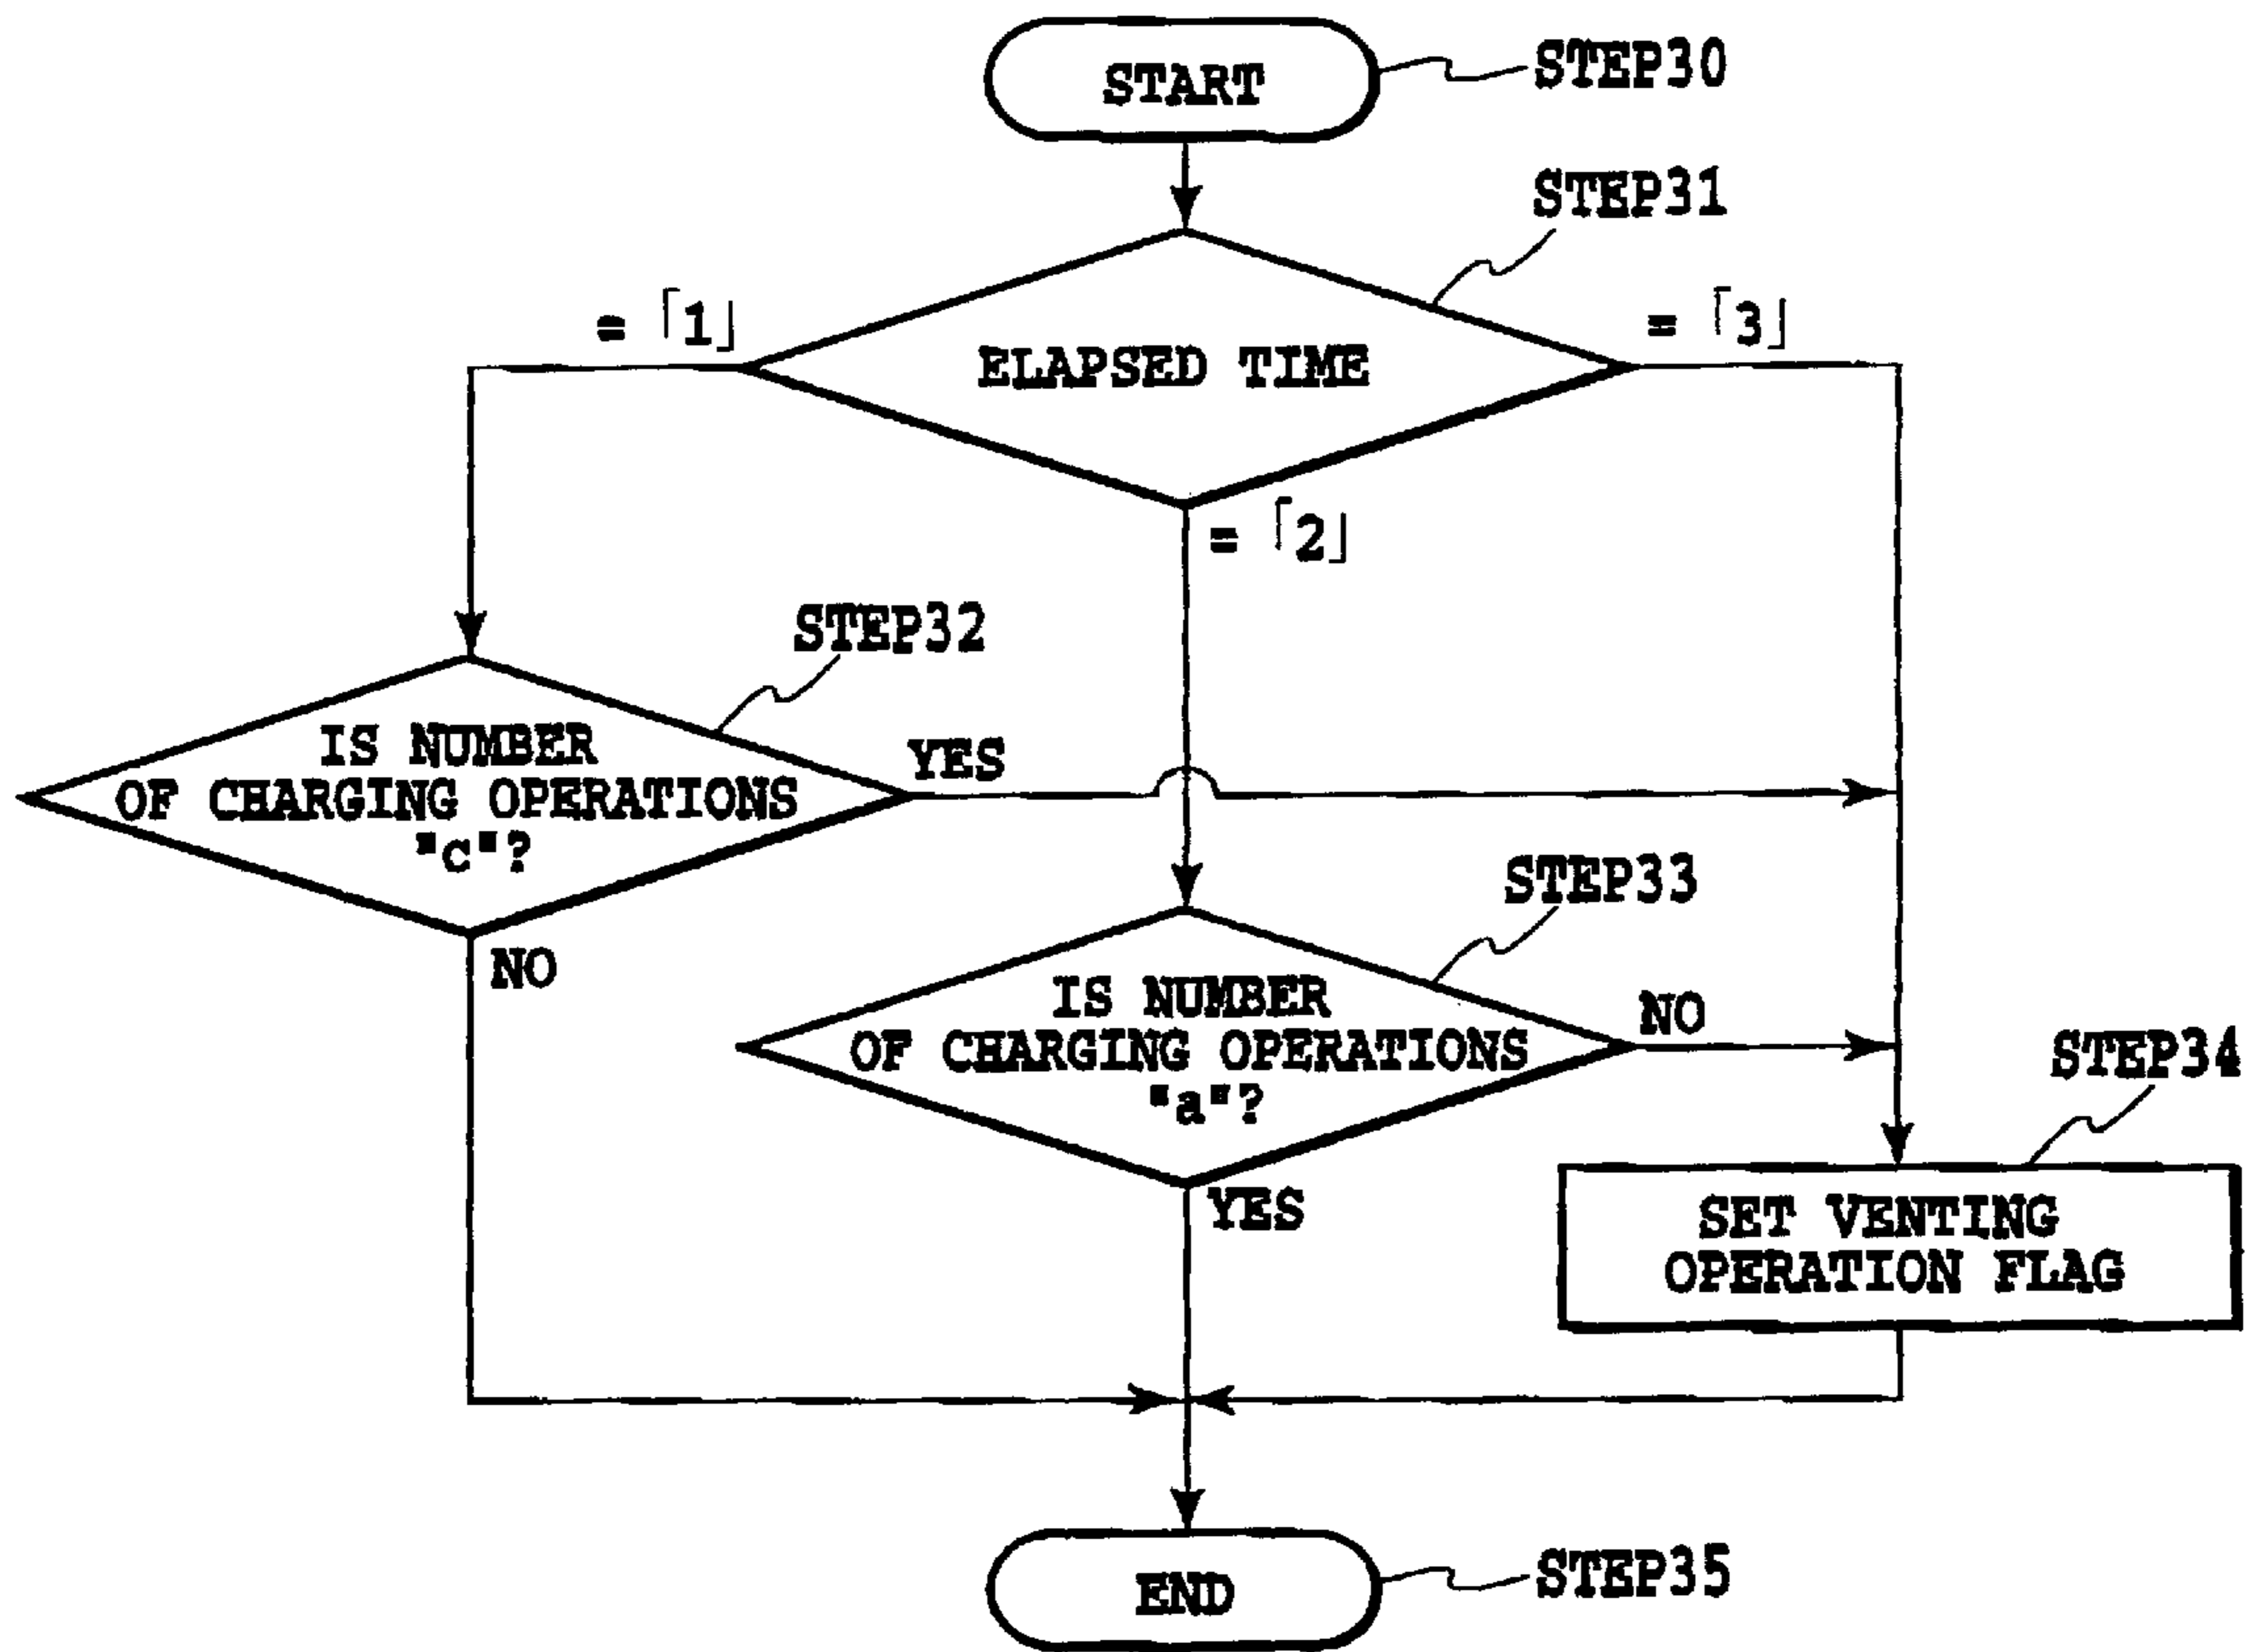 START
STEP30
STEP31
= 「1」
= 「3」
ELAPSED TIME
= 「2」
STEP32
IS NUMBER
OF CHARGING OPERATIONS
"c"?
YES
NO
STEP33
IS NUMBER
OF CHARGING OPERATIONS
"a"?
NO
YES
STEP34
SET VENTING
OPERATION FLAG
END
STEP35